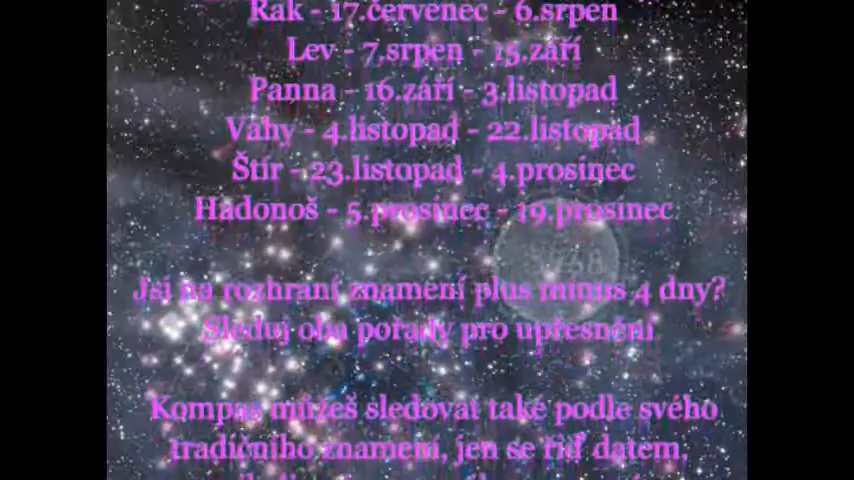 Rak - 17.červenec - 6.srpen
Lev - 7.srpen - 15.září
Panna - 16.září - 3.listopad
Váhy - 4.listopad - 22.listopad
Štír - 23.listopad - 4.prosinec
Hadonoš - 5.prosinec - 19.prosinec
Jsi na rozhraní znamení plus minus 4 dny?
Sleduj oba pořady pro upřesnění
Kompas můžeš sledovat také podle svého
tradičního znamení, jen se řiď datem,